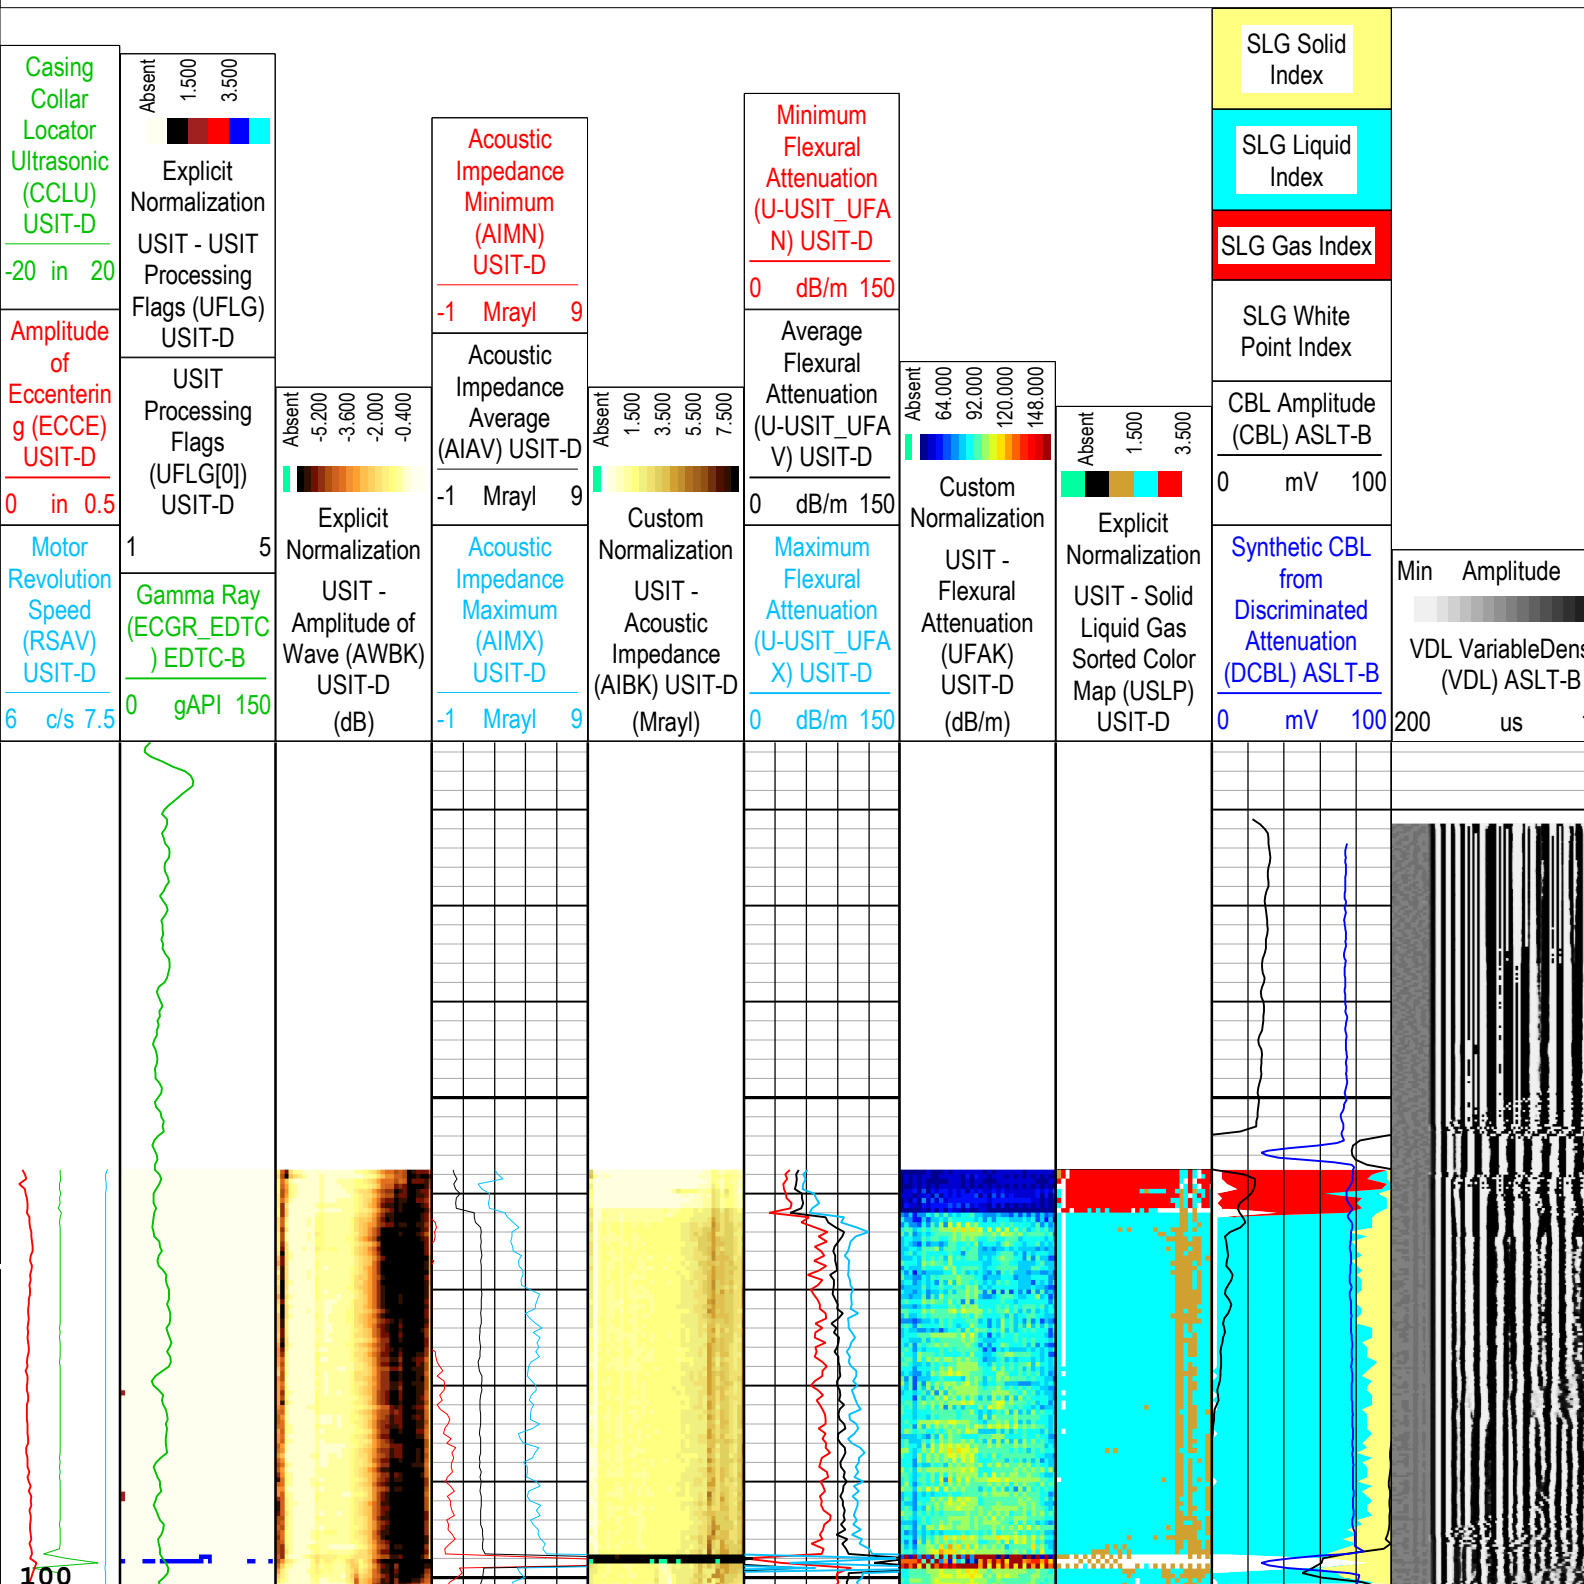 Casing
Collar
Locator
Ultrasonic
(CCLU)
USIT-D
-20 in 20
Amplitude
of
Eccenterin
g (ECCE)
USIT-D
0 in 0.5
Motor
Revolution
Speed
(RSAV)
USIT-D
6 c/s 7.5
Absent 1.500 3.500
Explicit
Normalization
USIT - USIT
Processing
Flags (UFLG)
USIT-D
USIT
Processing
Flags
(UFLG[0])
USIT-D
1 5
Gamma Ray
(ECGR_EDTC
) EDTC-B
0 gAPI 150
Absent -5.200 -3.600 -2.000 -0.400
Explicit
Normalization
USIT -
Amplitude of
Wave (AWBK)
USIT-D
(dB)
Acoustic
Impedance
Minimum
(AIMN)
USIT-D
-1 Mrayl 9
Acoustic
Impedance
Average
(AIAV) USIT-D
-1 Mrayl 9
Acoustic
Impedance
Maximum
(AIMX)
USIT-D
-1 Mrayl 9
Absent 1.500 3.500 5.500 7.500
Custom
Normalization
USIT -
Acoustic
Impedance
(AIBK) USIT-D
(Mrayl)
Minimum
Flexural
Attenuation
(U-USIT_UFA
N) USIT-D
0 dB/m 150
Average
Flexural
Attenuation
(U-USIT_UFA
V) USIT-D
0 dB/m 150
Maximum
Flexural
Attenuation
(U-USIT_UFA
X) USIT-D
0 dB/m 150
Absent 64.000 92.000 120.000 148.000
Custom
Normalization
USIT -
Flexural
Attenuation
(UFAK)
USIT-D
(dB/m)
Absent 1.500 3.500
Explicit
Normalization
USIT - Solid
Liquid Gas
Sorted Color
Map (USLP)
USIT-D
SLG Solid
Index
SLG Liquid
Index
SLG Gas Index
SLG White
Point Index
CBL Amplitude
(CBL) ASLT-B
0 mV 100
Synthetic CBL
from
Discriminated
Attenuation
(DCBL) ASLT-B
0 mV 100
Min Amplitude
VDL VariableDens
(VDL) ASLT-B
200 us
100